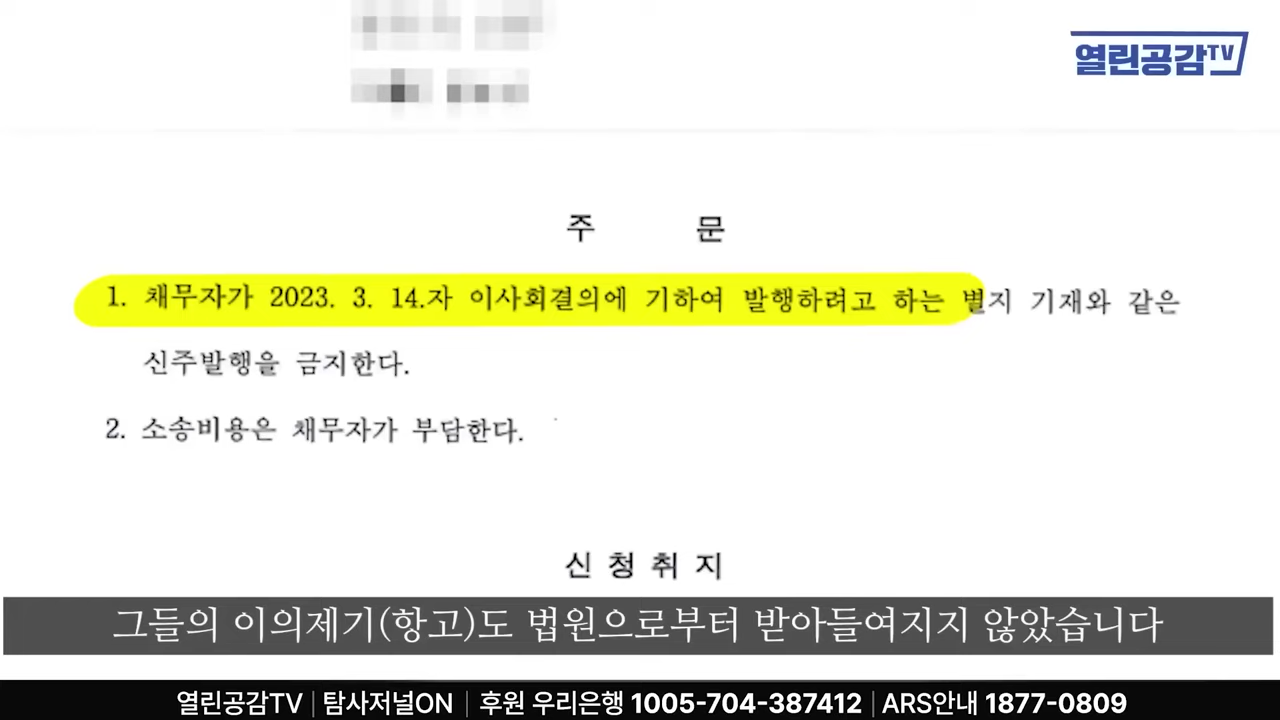 열린공감TV
주 문
1. 채무자가 2023. 3. 14.자 이사회결의에 기하여 발행하려고 하는 별지 기재와 같은
신주발행을 금지한다.
2. 소송비용은 채무자가 부담한다.
신 청 취 지
그들의 이의제기(항고)도 법원으로부터 받아들여지지 않았습니다
열린공감TV | 탐사저널ON | 후원 우리은행 1005-704-387412 | ARS안내 1877-0809